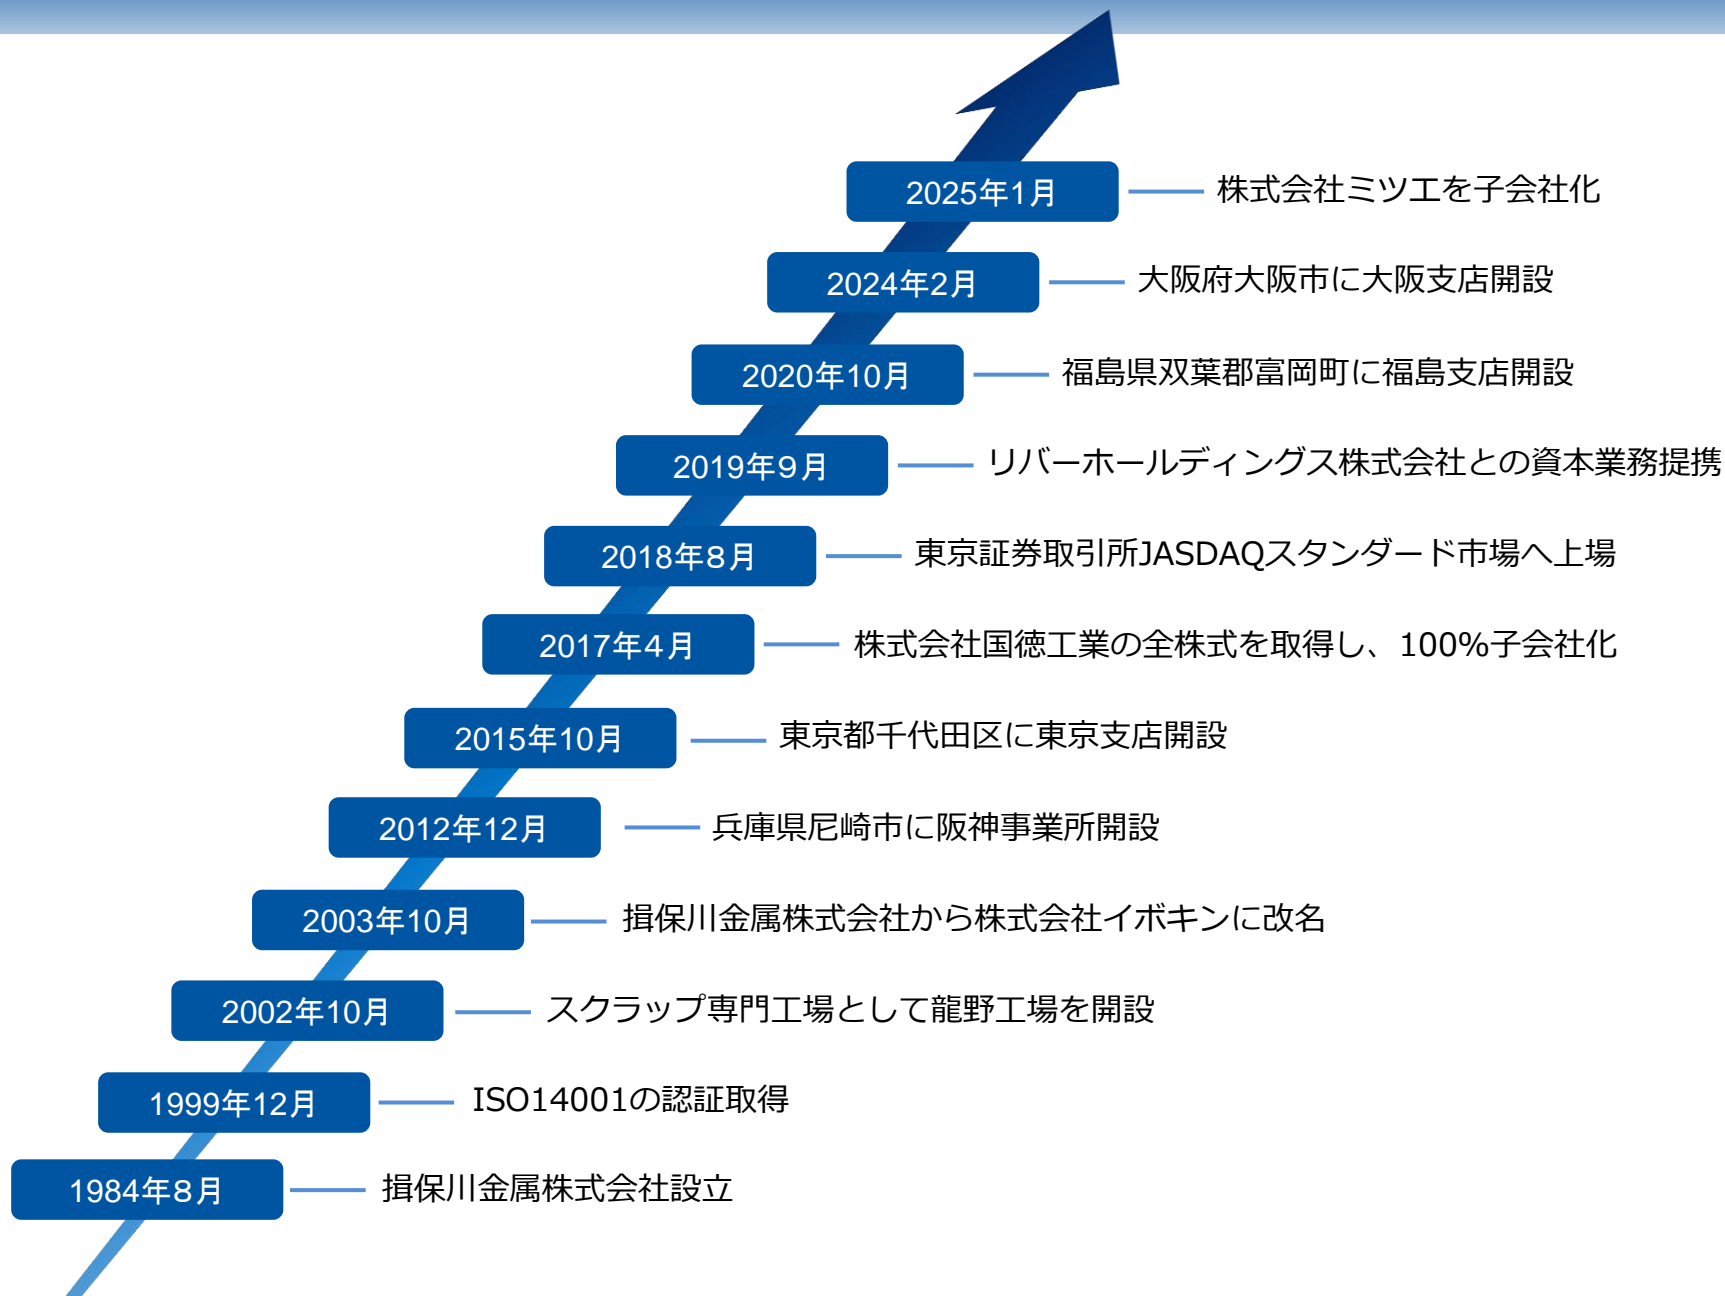 2025年1月 株式会社ミツエを子会社化
2024年2月 大阪府大阪市に大阪支店開設
2020年10月 福島県双葉郡富岡町に福島支店開設
2019年９月 リバーホールディングス株式会社との資本業務提携
2018年８月 東京証券取引所JASDAQスタンダード市場へ上場
2017年４月 株式会社国徳工業の全株式を取得し、100%子会社化
2015年10月 東京都千代田区に東京支店開設
2012年12月 兵庫県尼崎市に阪神事業所開設
2003年10月 揖保川金属株式会社から株式会社イボキンに改名
2002年10月 スクラップ専門工場として龍野工場を開設
1999年12月 ISO14001の認証取得
1984年８月 揖保川金属株式会社設立